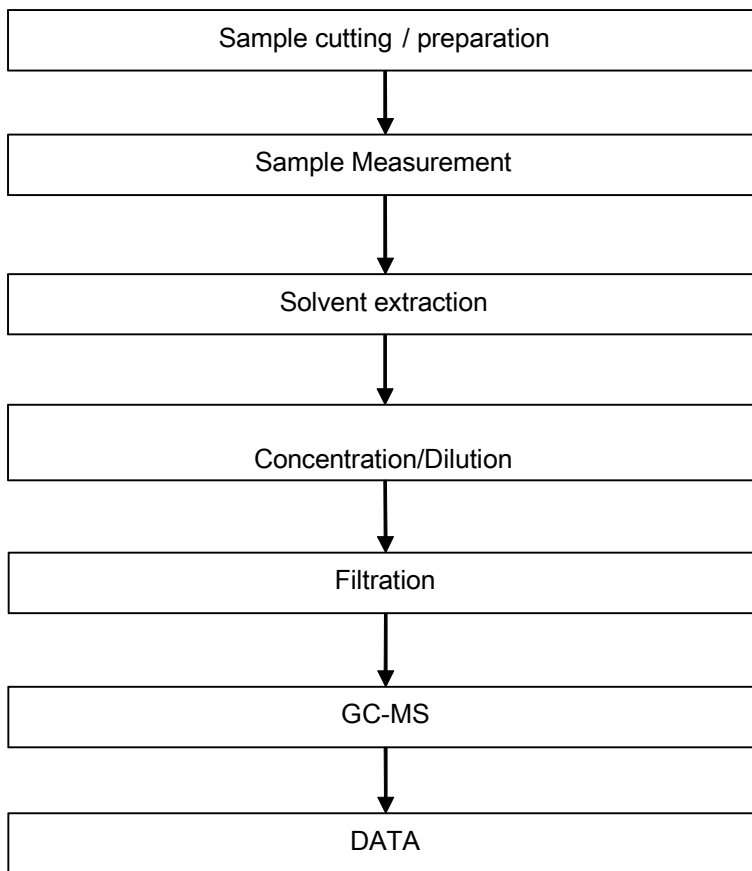 Sample cutting / preparation
Sample Measurement
Solvent extraction
Concentration/Dilution
Filtration
GC-MS
DATA